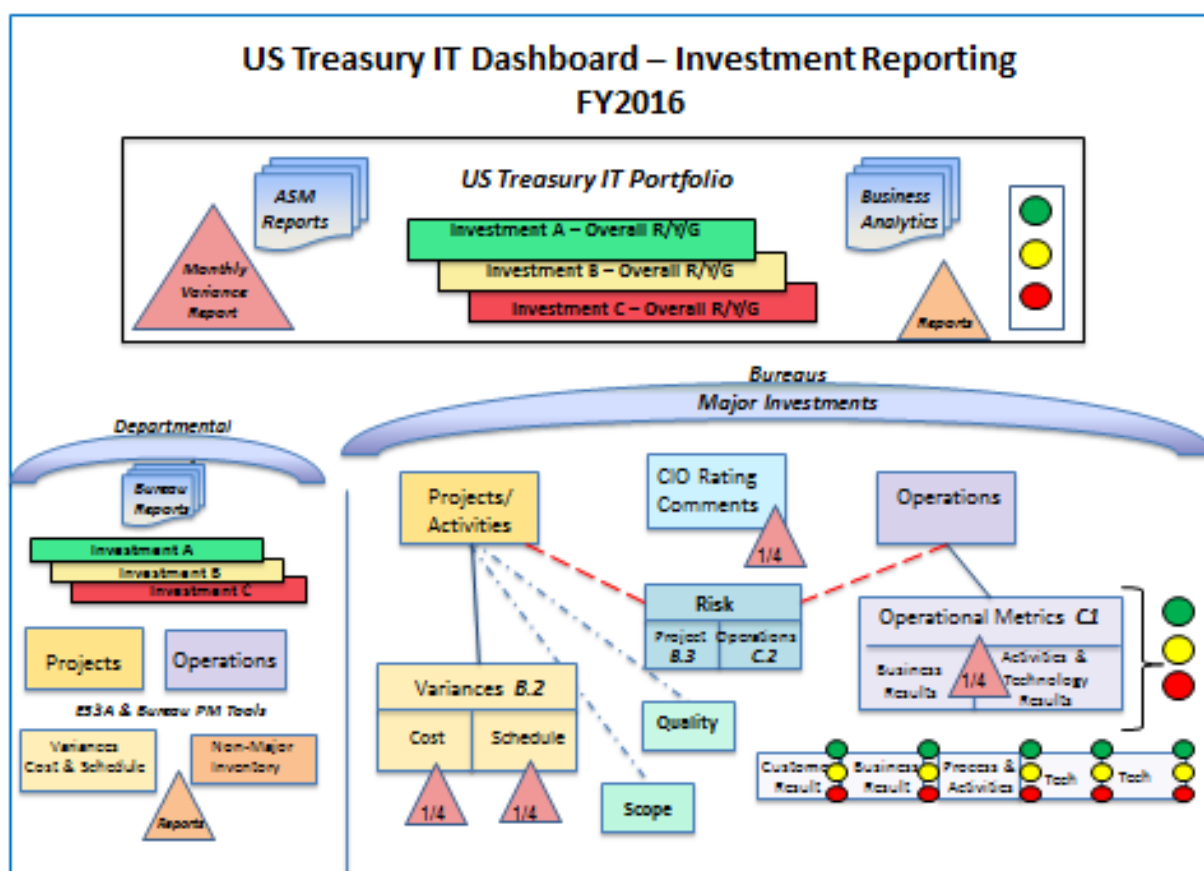 US Treasury IT Dashboard – Investment Reporting
FY2016
US Treasury IT Portfolio
ASM
Reports
Monthly
Variance
Report
Investment A – Overall R/Y/G
Investment B – Overall R/Y/G
Investment C – Overall R/Y/G
Business
Analytics
Reports
Departmental
Bureau
Reports
Investment A
Investment B
Investment C
Projects
Operations
E53A & Bureau PM Tools
Variances
Cost & Schedule
Non-Major
Inventory
Reports
Bureaus
Major Investments
Projects/
Activities
CIO Rating
Comments
1/4
Operations
Risk
Project
B.3
Operations
C.2
Variances B.2
Cost
Schedule
1/4
1/4
Quality
Scope
Operational Metrics C1
Business
Results
1/4
Activities &
Technology
Results
Customer
Result
Business
Result
Process &
Activities
Tech
Tech